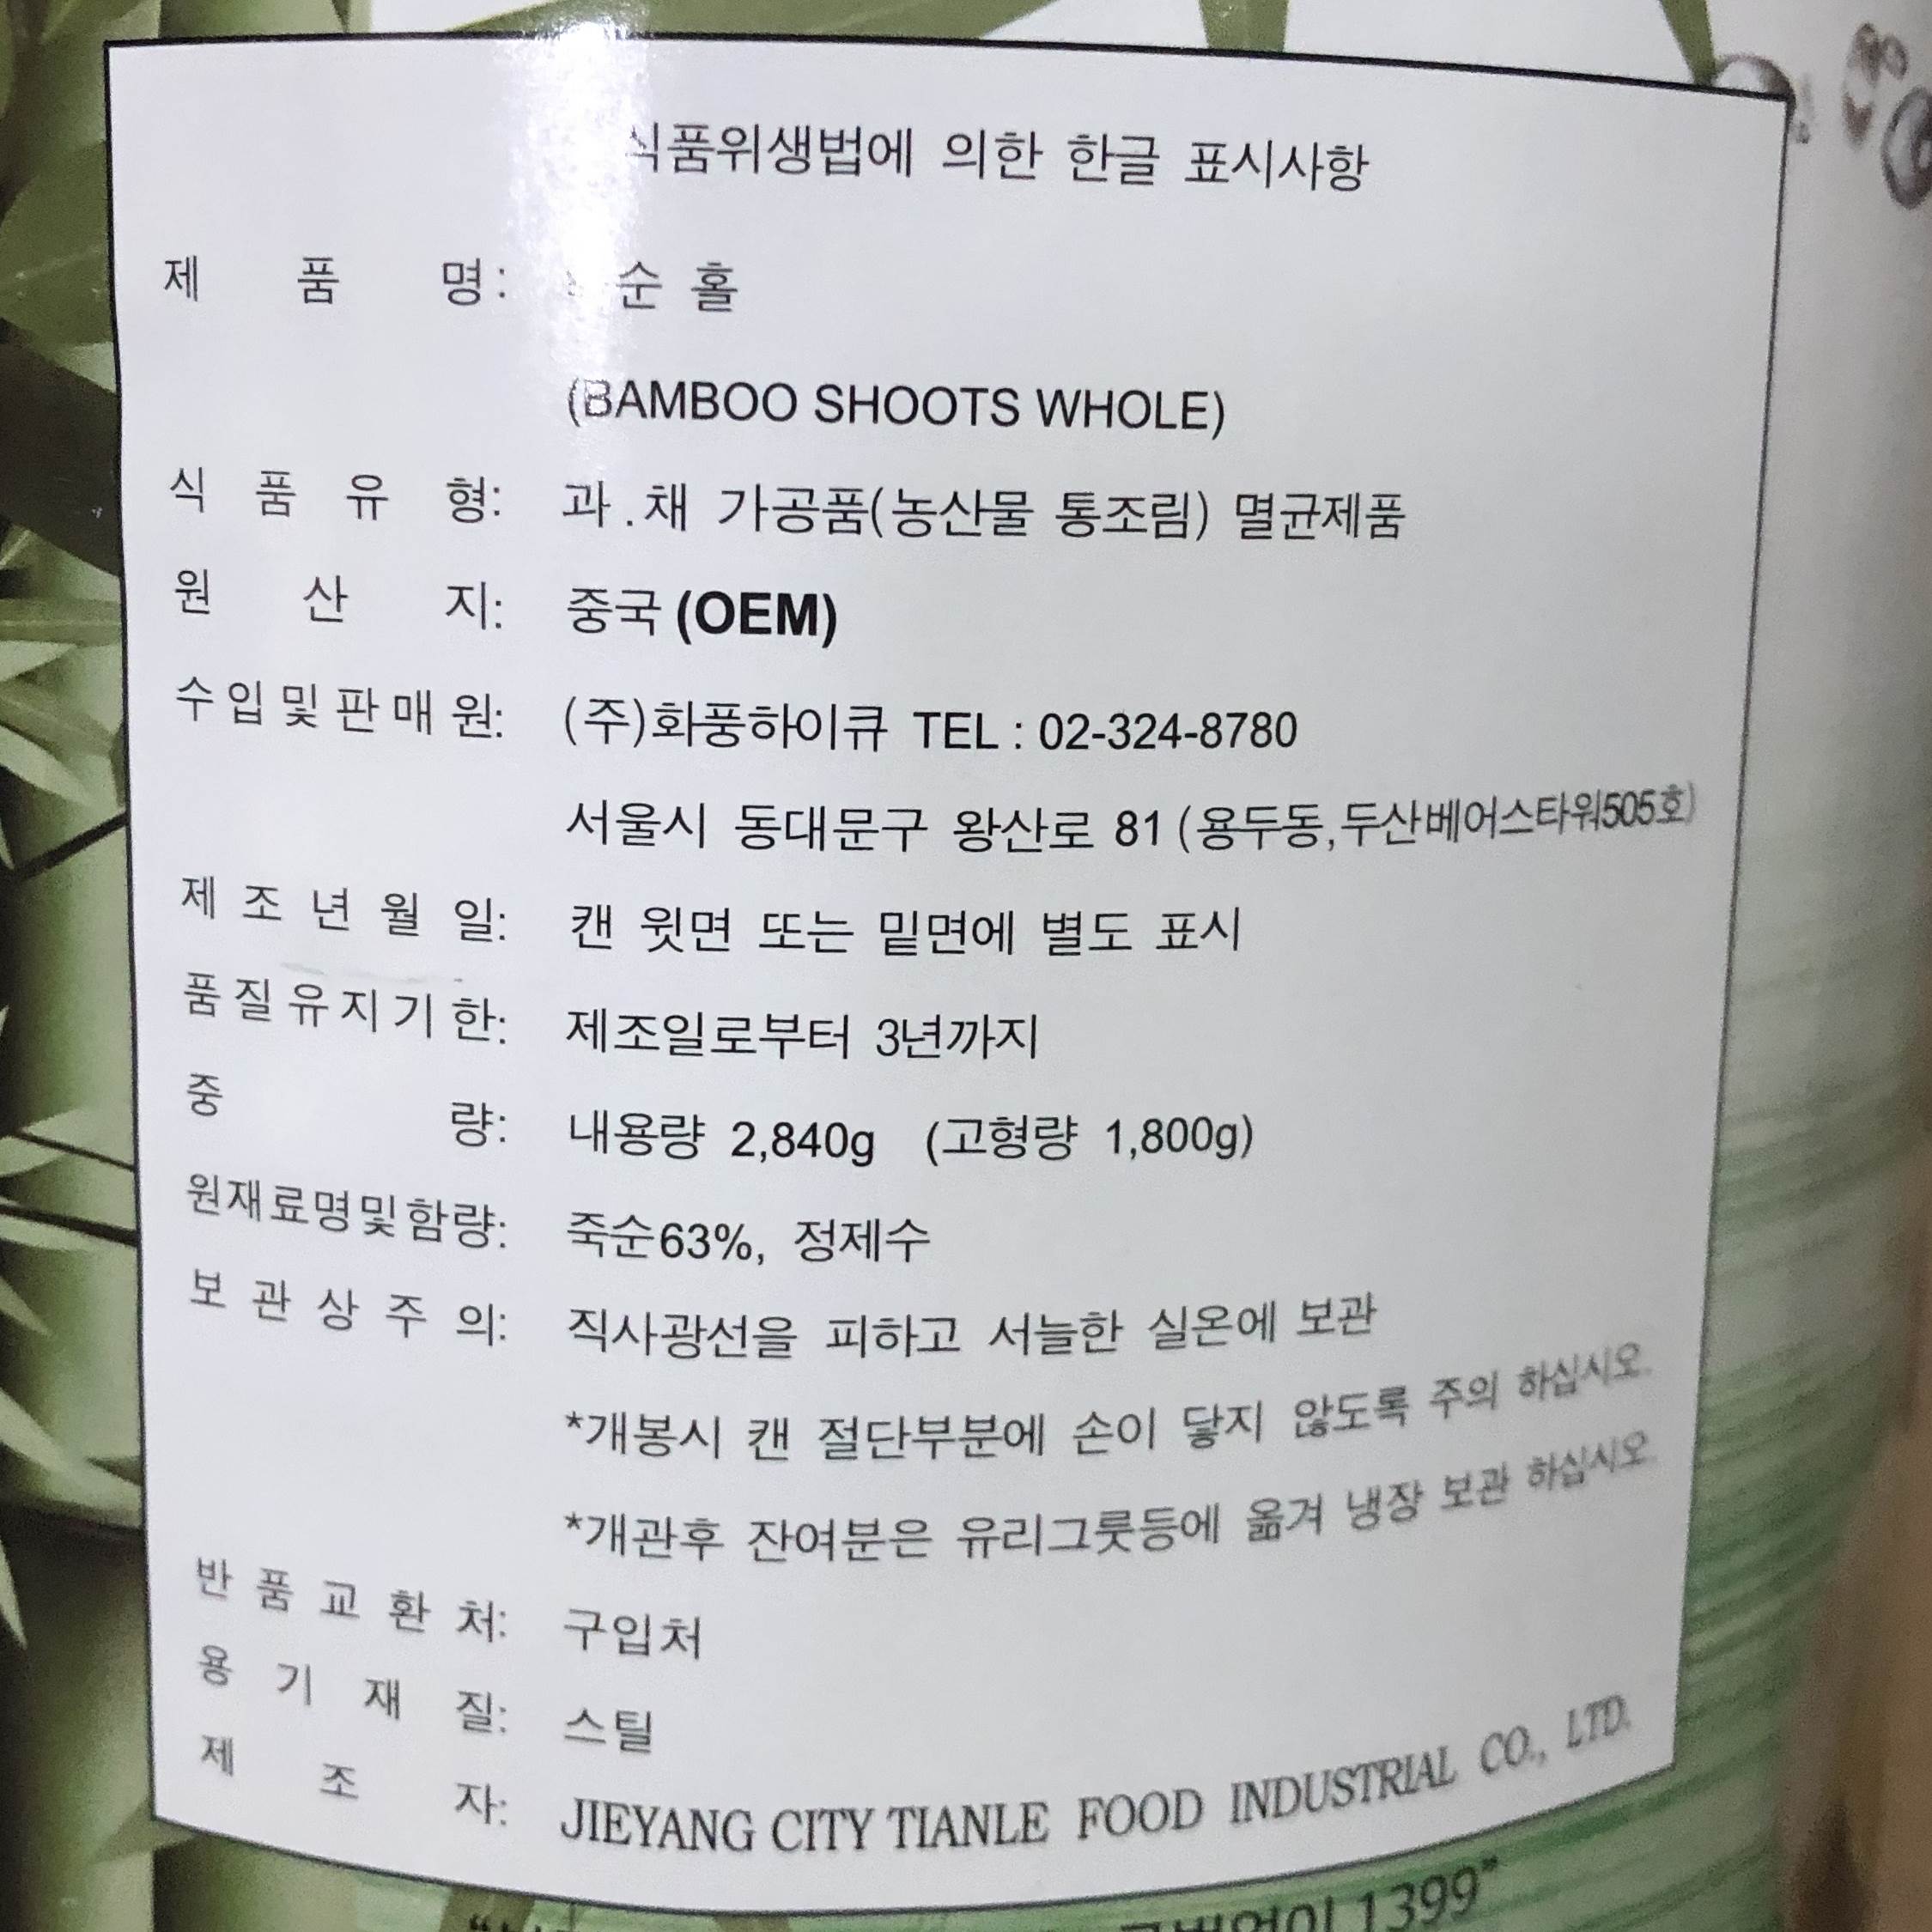 식품위생법에 의한 한글 표시사항
제 품 명: 순 홀
(BAMBOO SHOOTS WHOLE)
식 품 유 형: 과.채 가공품(농산물 통조림) 멸균제품
원 산 지: 중국 (OEM)
수입및판매원: (주)화풍하이큐 TEL : 02-324-8780
서울시 동대문구 왕산로 81 (용두동,두산베어스타워505호)
제 조 년 월 일: 캔 윗면 또는 밑면에 별도 표시
품질유지기한: 제조일로부터 3년까지
중 량: 내용량 2,840g (고형량 1,800g)
원재료명및함량: 죽순63%, 정제수
보 관 상 주 의: 직사광선을 피하고 서늘한 실온에 보관
*개봉시 캔 절단부분에 손이 닿지 않도록 주의 하십시오.
*개관후 잔여분은 유리그릇등에 옮겨 냉장 보관 하십시오.
반 품 교 환 처: 구입처
용 기 재 질: 스틸
제 조 자: JIEYANG CITY TIANLE FOOD INDUSTRIAL CO., LTD.
1399"